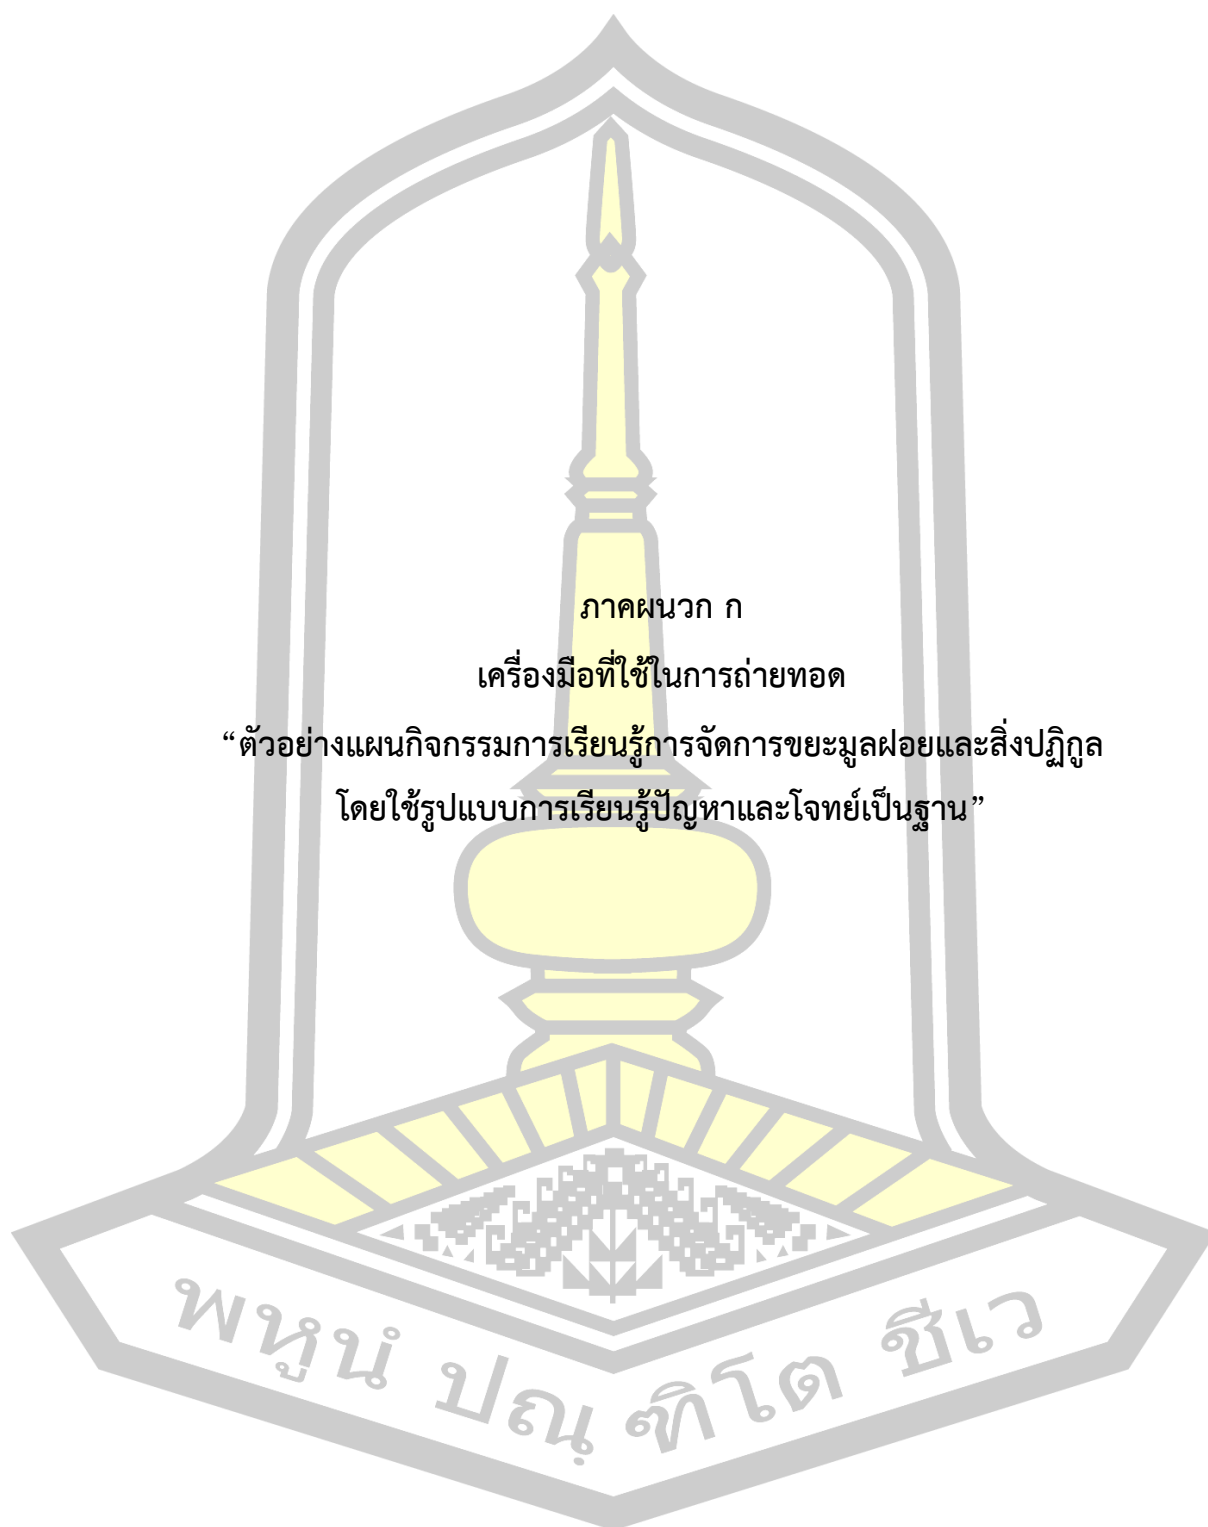 ภาคผนวก ก
เครื่องมือที่ใช้ในการถ่ายทอด
“ตัวอย่างแผนกิจกรรมการเรียนรู้การจัดการขยะมูลฝอยและสิ่งปฏิกูล
โดยใช้รูปแบบการเรียนรู้ปัญหาและโจทย์เป็นฐาน”
พหูนํ ปณฺฑิโต ชีเว